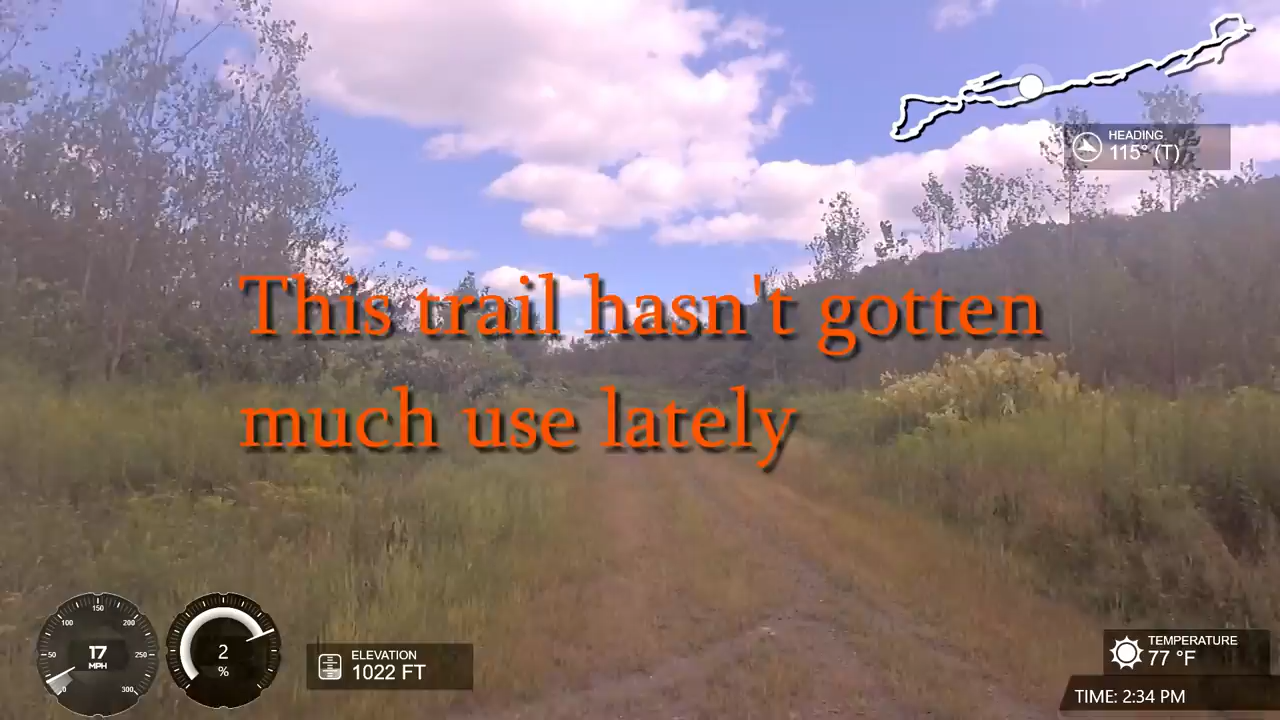 HEADING
115° (T)
This trail hasn't gotten
much use lately
150
100
200
50
17
250
MPH
0
300
2
%
ELEVATION
1022 FT
TEMPERATURE
77 °F
TIME: 2:34 PM